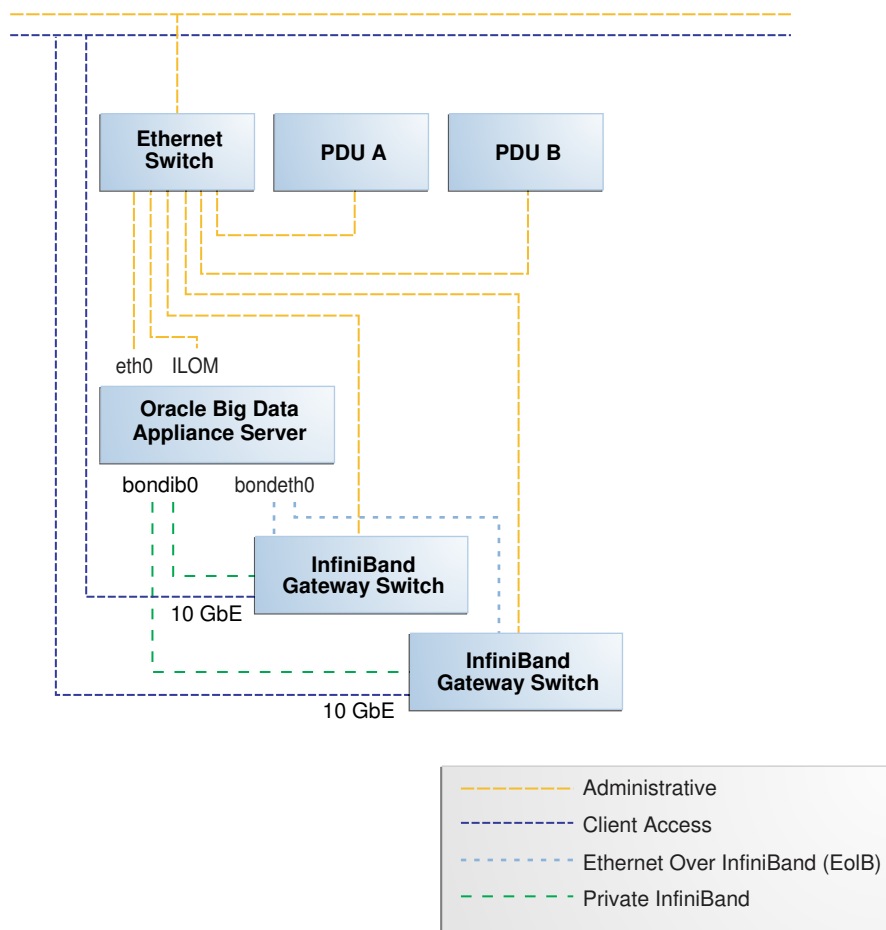 Ethernet
Switch
PDU A
PDU B
eth0
ILOM
Oracle Big Data
Appliance Server
bondib0
bondeth0
InfiniBand
Gateway Switch
10 GbE
InfiniBand
Gateway Switch
10 GbE
Administrative
Client Access
Ethernet Over InfiniBand (EoIB)
Private InfiniBand